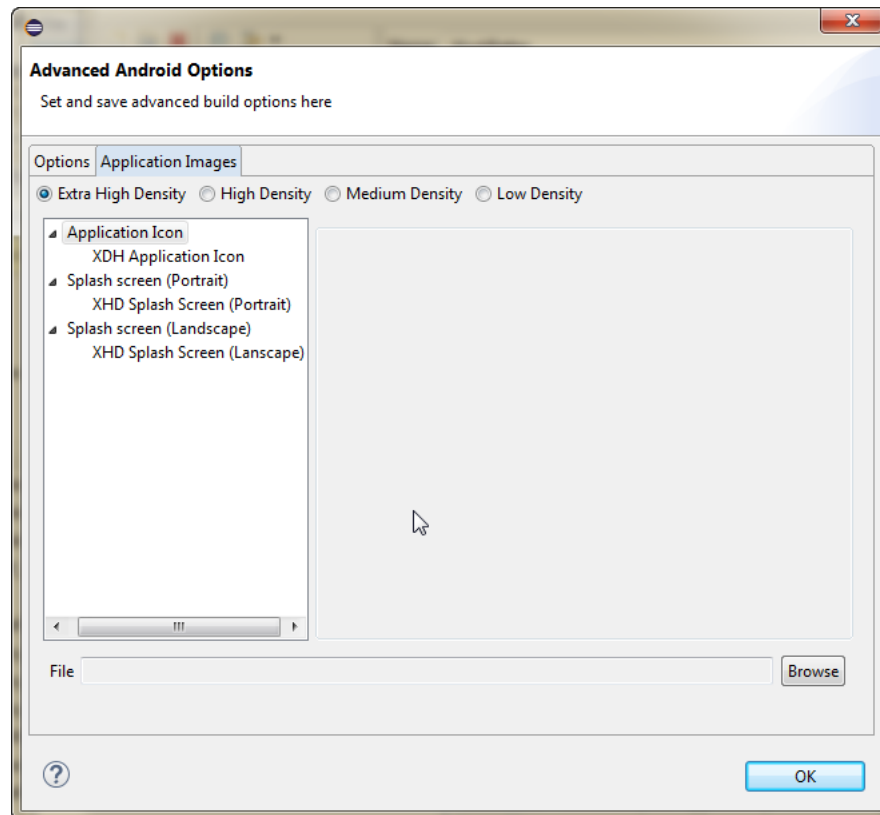 Advanced Android Options
Set and save advanced build options here
Options Application Images
Extra High Density High Density Medium Density Low Density
Application Icon
XDH Application Icon
Splash screen (Portrait)
XHD Splash Screen (Portrait)
Splash screen (Landscape)
XHD Splash Screen (Lanscape)
File Browse
? OK